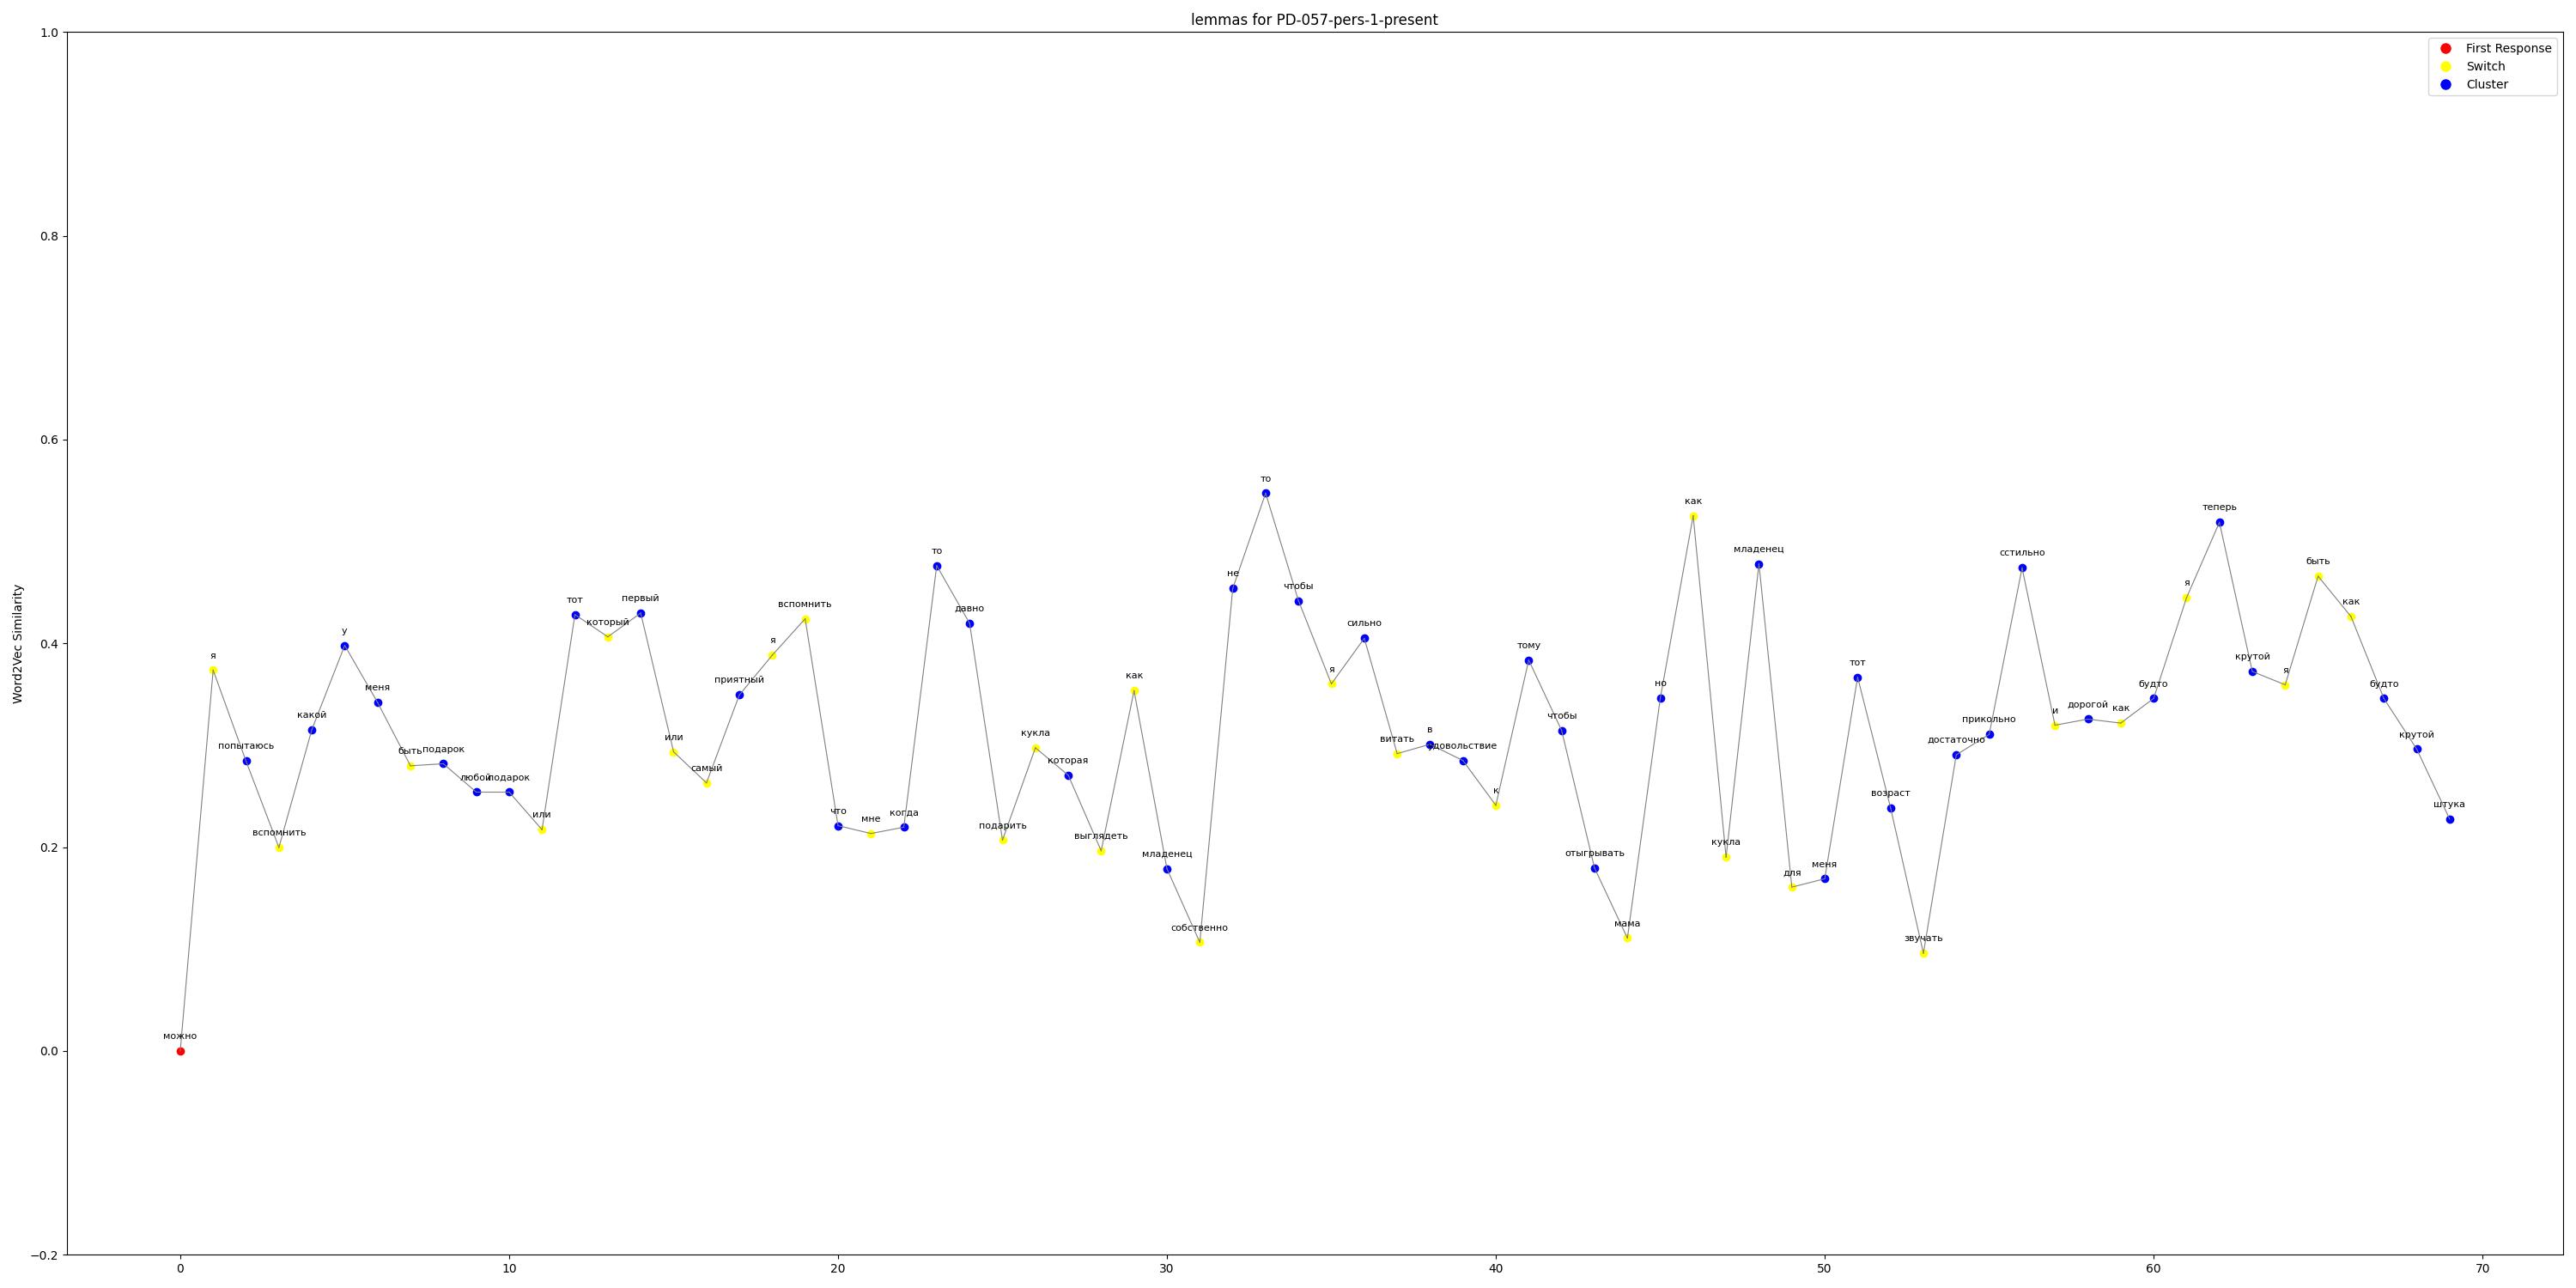 lemmas for PD-057-pers-1-present
First Response
Switch
Cluster
Word2Vec Similarity
1.0
0.8
0.6
0.4
0.2
0.0
−0.2
0
10
20
30
40
50
60
70
можно
я
попытаюсь
вспомнить
какой
у
меня
быть
подарок
любой
подарок
или
тот
который
первый
или
самый
приятный
я
вспомнить
что
мне
когда
то
давно
подарить
кукла
которая
выглядеть
как
младенец
собственно
не
то
чтобы
я
сильно
витать
в
удовольствие
к
тому
чтобы
отыгрывать
мама
но
как
кукла
младенец
для
меня
тот
возраст
звучать
достаточно
прикольно
сстильно
и
дорогой
как
будто
я
теперь
крутой
я
быть
как
будто
крутой
штука